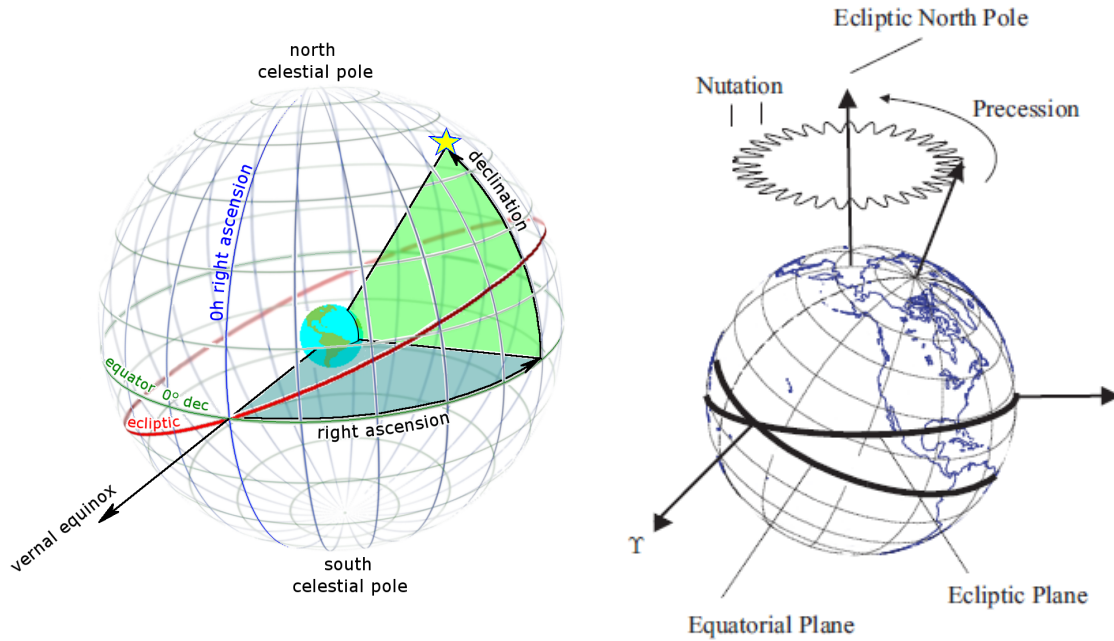 north
celestial pole
declination
0h right ascension
equator 0° dec
ecliptic
right ascension
vernal equinox
south
celestial pole
Ecliptic North Pole
Nutation
Precession
ϒ
Ecliptic Plane
Equatorial Plane